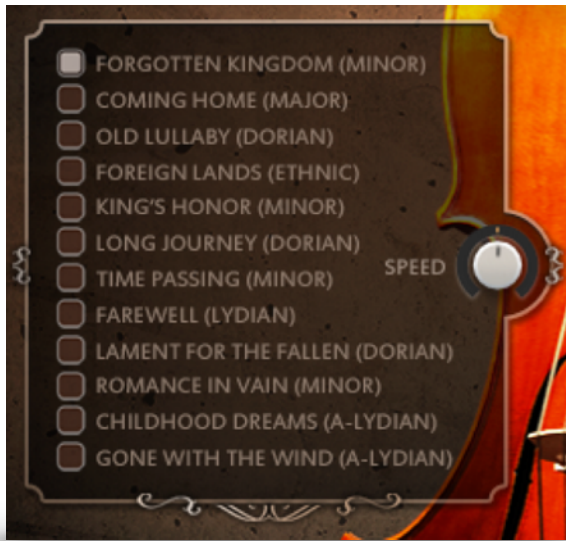 FORGOTTEN KINGDOM (MINOR)
COMING HOME (MAJOR)
OLD LULLABY (DORIAN)
FOREIGN LANDS (ETHNIC)
KING'S HONOR (MINOR)
LONG JOURNEY (DORIAN)
SPEED
TIME PASSING (MINOR)
FAREWELL (LYDIAN)
LAMENT FOR THE FALLEN (DORIAN)
ROMANCE IN VAIN (MINOR)
CHILDHOOD DREAMS (A-LYDIAN)
GONE WITH THE WIND (A-LYDIAN)